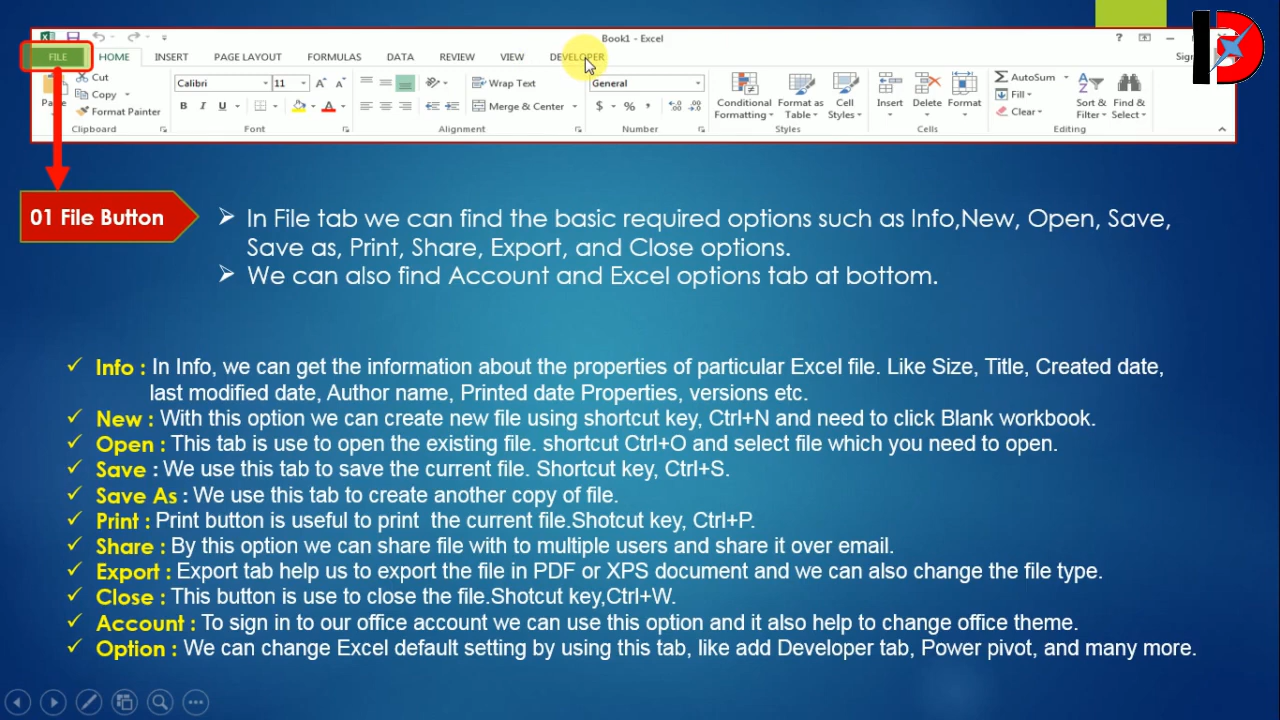 Book1 - Excel
FILE HOME INSERT PAGE LAYOUT FORMULAS DATA REVIEW VIEW DEVELOPER
Cut
Copy
Format Painter
Clipboard
Calibri 11
B I U A
Font
Wrap Text
Merge & Center
Alignment
General
$ % ,
Number
Conditional Formatting
Format as Table
Cell Styles
Styles
Insert Delete Format
Cells
AutoSum
Fill
Clear
Sort & Filter
Find & Select
Editing
01 File Button
In File tab we can find the basic required options such as Info,New, Open, Save,
Save as, Print, Share, Export, and Close options.
We can also find Account and Excel options tab at bottom.
Info : In Info, we can get the information about the properties of particular Excel file. Like Size, Title, Created date,
last modified date, Author name, Printed date Properties, versions etc.
New : With this option we can create new file using shortcut key, Ctrl+N and need to click Blank workbook.
Open : This tab is use to open the existing file. shortcut Ctrl+O and select file which you need to open.
Save : We use this tab to save the current file. Shortcut key, Ctrl+S.
Save As : We use this tab to create another copy of file.
Print : Print button is useful to print the current file.Shotcut key, Ctrl+P.
Share : By this option we can share file with to multiple users and share it over email.
Export : Export tab help us to export the file in PDF or XPS document and we can also change the file type.
Close : This button is use to close the file.Shotcut key,Ctrl+W.
Account : To sign in to our office account we can use this option and it also help to change office theme.
Option : We can change Excel default setting by using this tab, like add Developer tab, Power pivot, and many more.